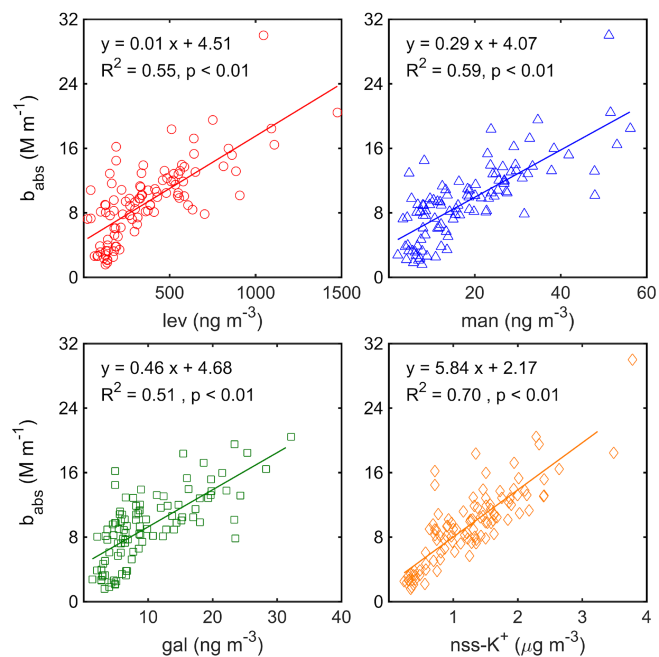 y = 0.01 x + 4.51
R² = 0.55, p < 0.01
32
24
16
8
0
b_abs (M m⁻¹)
500
1000
1500
lev (ng m⁻³)
y = 0.29 x + 4.07
R² = 0.59, p < 0.01
32
24
16
8
0
20
40
60
man (ng m⁻³)
y = 0.46 x + 4.68
R² = 0.51 , p < 0.01
32
24
16
8
0
b_abs (M m⁻¹)
10
20
30
40
gal (ng m⁻³)
y = 5.84 x + 2.17
R² = 0.70 , p < 0.01
32
24
16
8
0
1
2
3
4
nss-K⁺ (μg m⁻³)